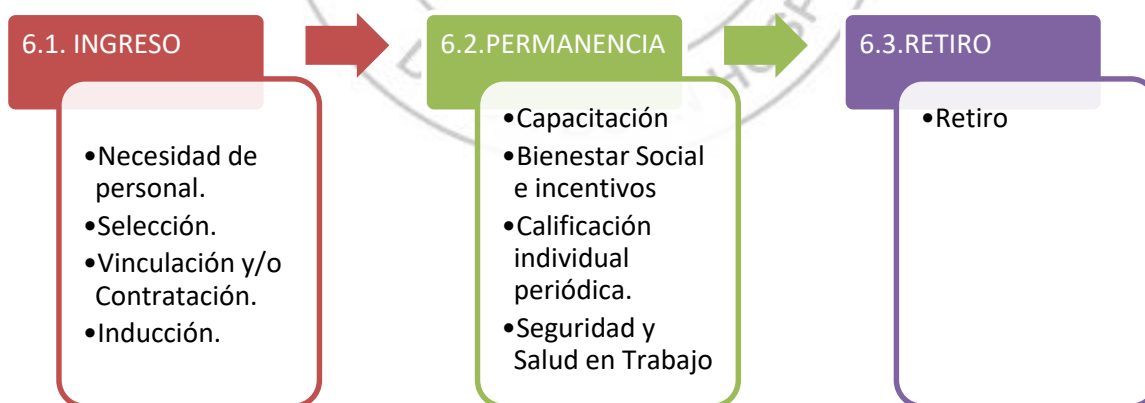 6.1. INGRESO
•Necesidad de
personal.
•Selección.
•Vinculación y/o
Contratación.
•Inducción.
6.2.PERMANENCIA
•Capacitación
•Bienestar Social
e incentivos
•Calificación
individual
periódica.
•Seguridad y
Salud en Trabajo
6.3.RETIRO
•Retiro